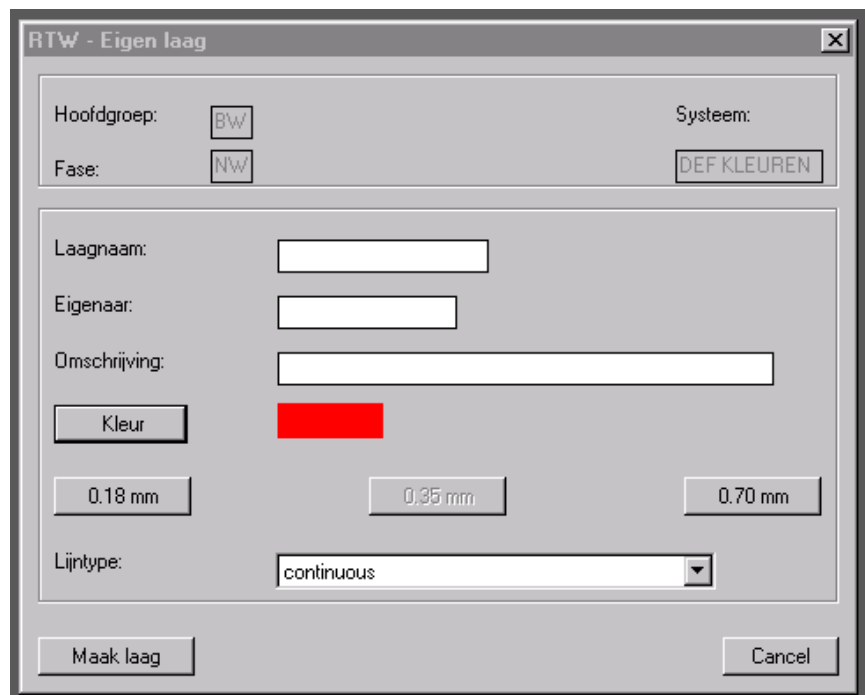 RTW - Eigen laag
Hoofdgroep: BW Systeem:
Fase: NW DEF KLEUREN
Laagnaam:
Eigenaar:
Omschrijving:
Kleur
0.18 mm 0.35 mm 0.70 mm
Lijntype: continuous
Maak laag Cancel